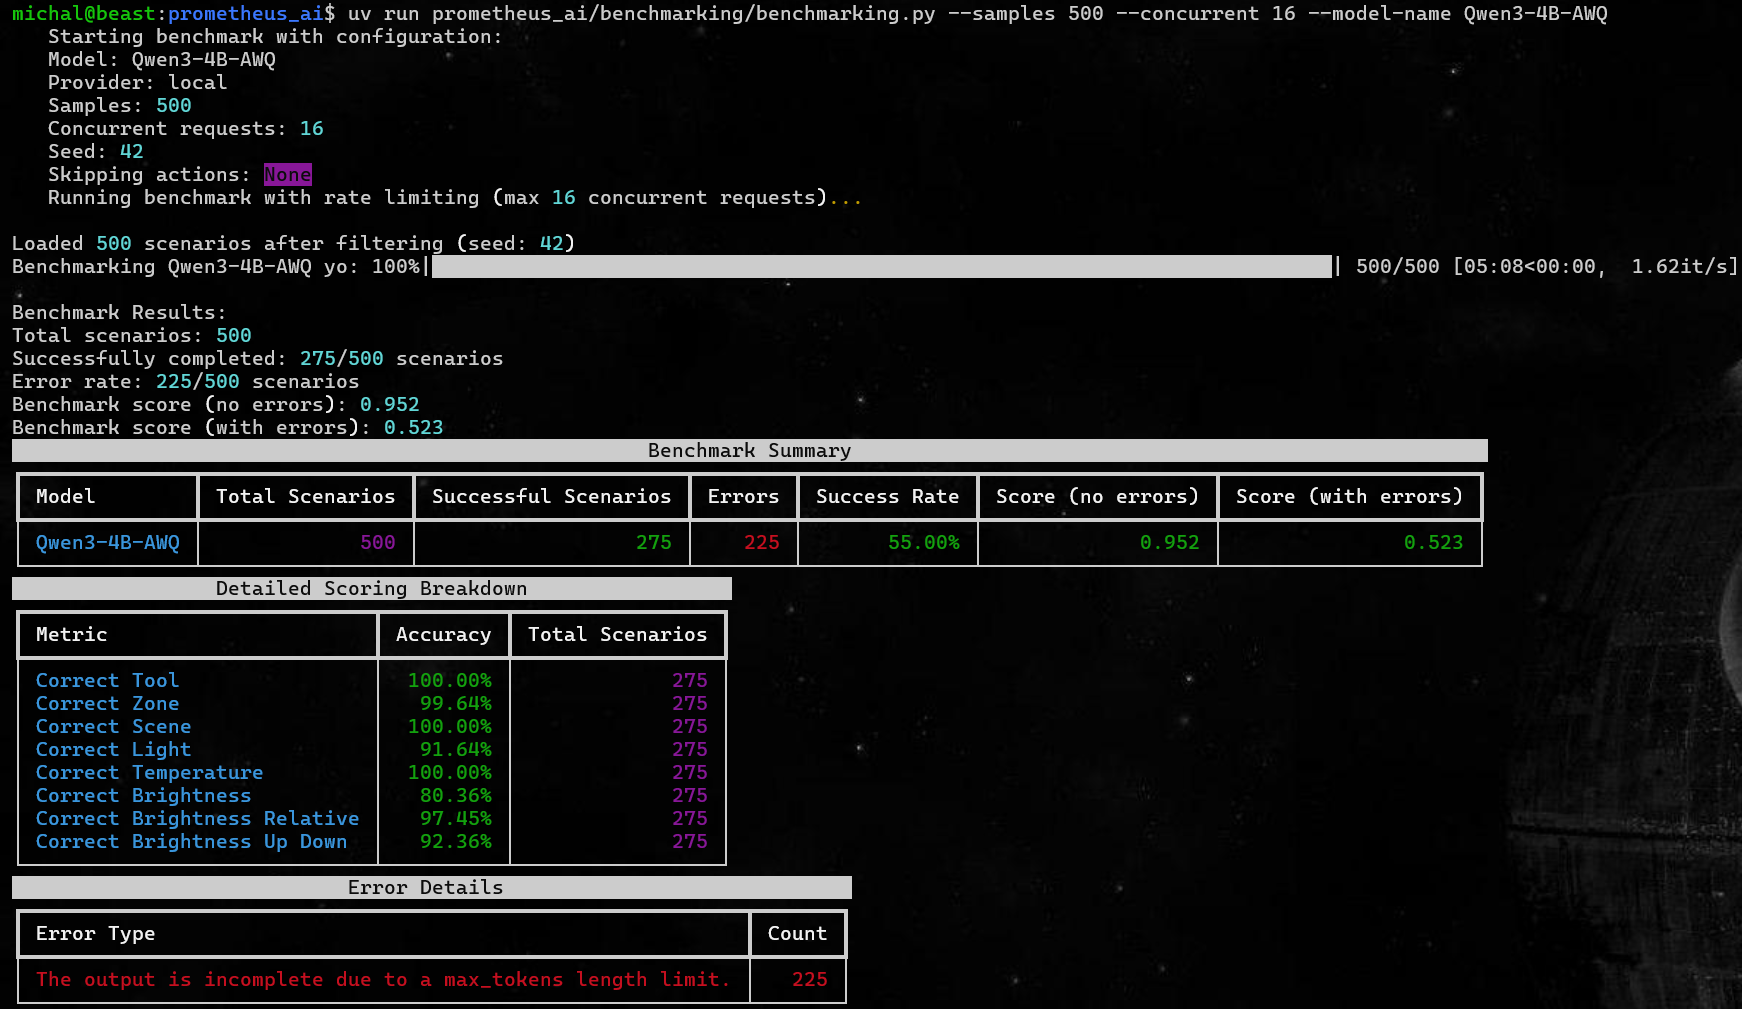 michal@beast:prometheus_ai$ uv run prometheus_ai/benchmarking/benchmarking.py --samples 500 --concurrent 16 --model-name Qwen3-4B-AWQ
Starting benchmark with configuration:
Model: Qwen3-4B-AWQ
Provider: local
Samples: 500
Concurrent requests: 16
Seed: 42
Skipping actions: None
Running benchmark with rate limiting (max 16 concurrent requests)...
Loaded 500 scenarios after filtering (seed: 42)
Benchmarking Qwen3-4B-AWQ yo: 100%| | 500/500 [05:08<00:00, 1.62it/s]
Benchmark Results:
Total scenarios: 500
Successfully completed: 275/500 scenarios
Error rate: 225/500 scenarios
Benchmark score (no errors): 0.952
Benchmark score (with errors): 0.523
Benchmark Summary
Model Total Scenarios Successful Scenarios Errors Success Rate Score (no errors) Score (with errors)
Qwen3-4B-AWQ 500 275 225 55.00% 0.952 0.523
Detailed Scoring Breakdown
Metric Accuracy Total Scenarios
Correct Tool 100.00% 275
Correct Zone 99.64% 275
Correct Scene 100.00% 275
Correct Light 91.64% 275
Correct Temperature 100.00% 275
Correct Brightness 80.36% 275
Correct Brightness Relative 97.45% 275
Correct Brightness Up Down 92.36% 275
Error Details
Error Type Count
The output is incomplete due to a max_tokens length limit. 225